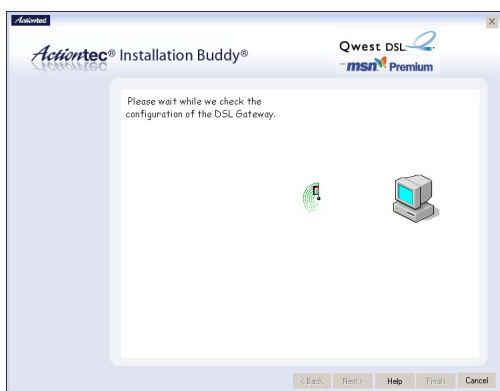 Actiontec
Actiontec® Installation Buddy®
Qwest DSL
msn Premium
Please wait while we check the
configuration of the DSL Gateway.
< Back
Next >
Help
Finish
Cancel